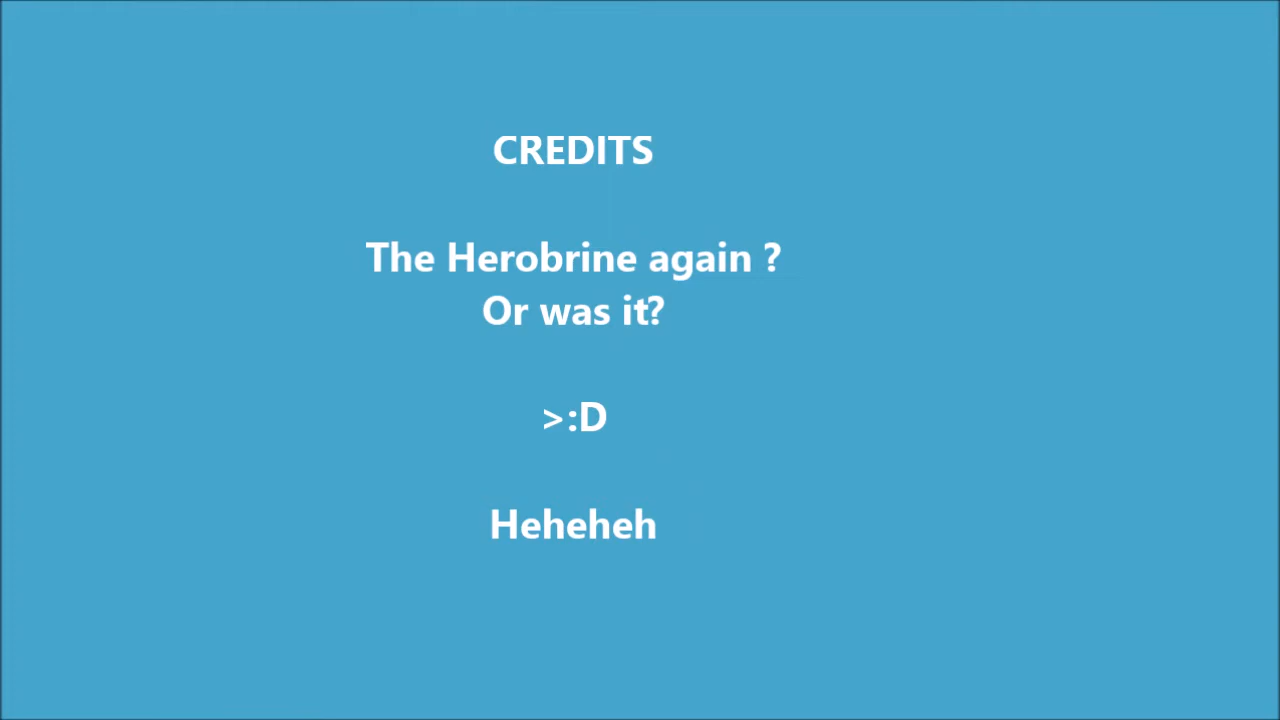 CREDITS
The Herobrine again ?
Or was it?
>:D
Heheheh